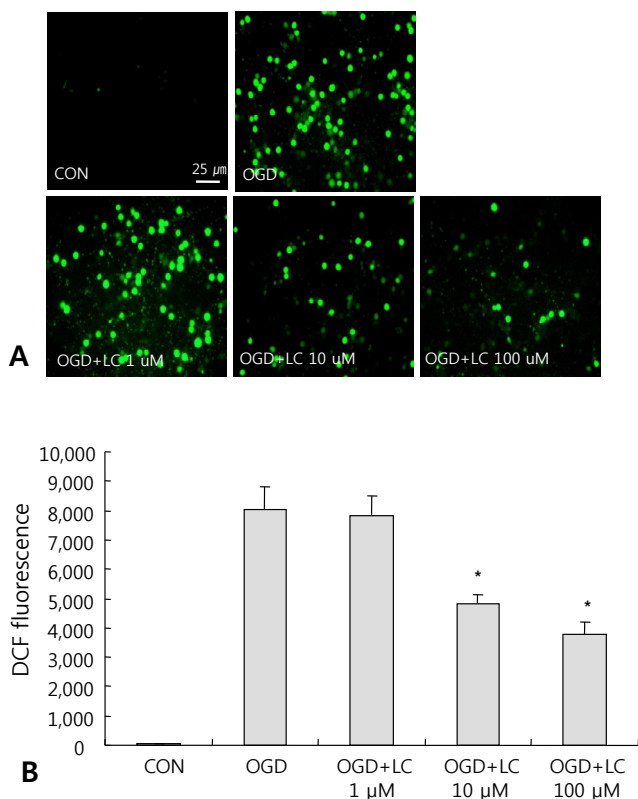 CON
25 μm
OGD
OGD+LC 1 uM
OGD+LC 10 uM
OGD+LC 100 uM
A
10,000
9,000
8,000
7,000
6,000
5,000
4,000
3,000
2,000
1,000
0
DCF fluorescence
*
*
CON
OGD
OGD+LC
1 μM
OGD+LC
10 μM
OGD+LC
100 μM
B